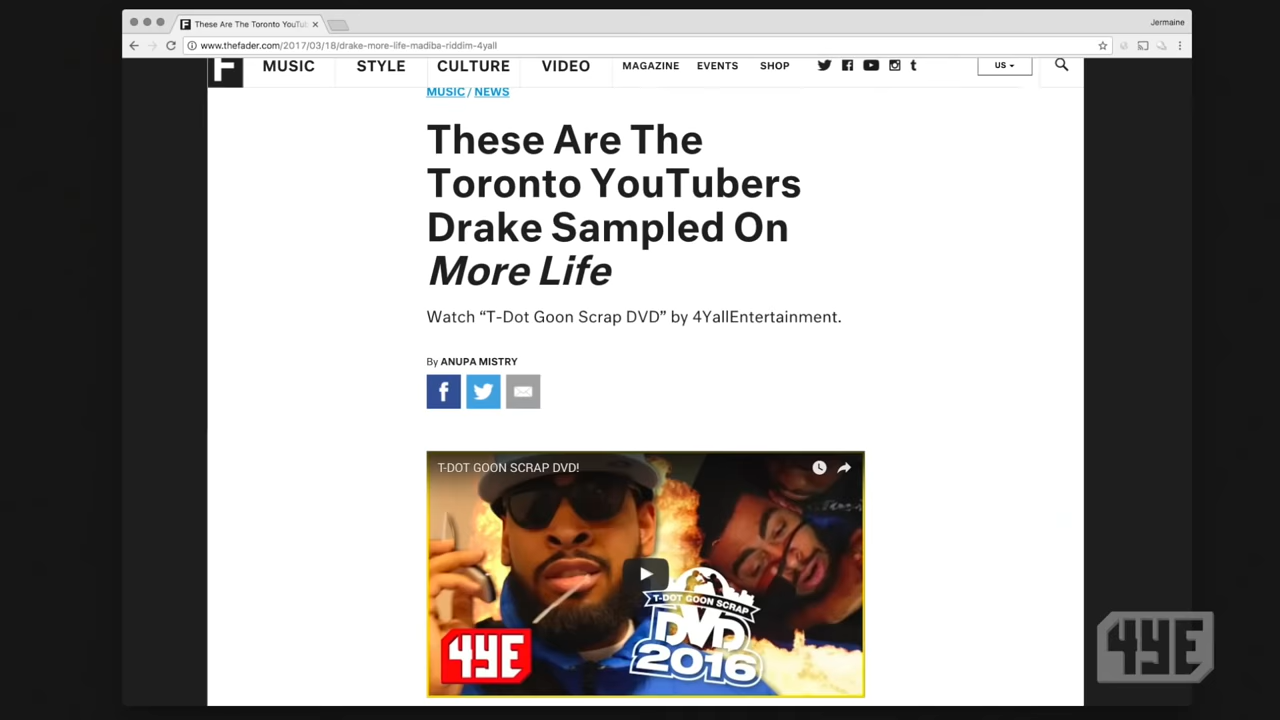 These Are The Toronto YouTu
Jermaine
www.thefader.com/2017/03/18/drake-more-life-madiba-riddim-4yall
F MUSIC STYLE CULTURE VIDEO MAGAZINE EVENTS SHOP US
MUSIC / NEWS
These Are The
Toronto YouTubers
Drake Sampled On
More Life
Watch “T-Dot Goon Scrap DVD” by 4YallEntertainment.
By ANUPA MISTRY
T-DOT GOON SCRAP DVD!
T-DOT GOON SCRAP
DVD
2016
4YE
4YE